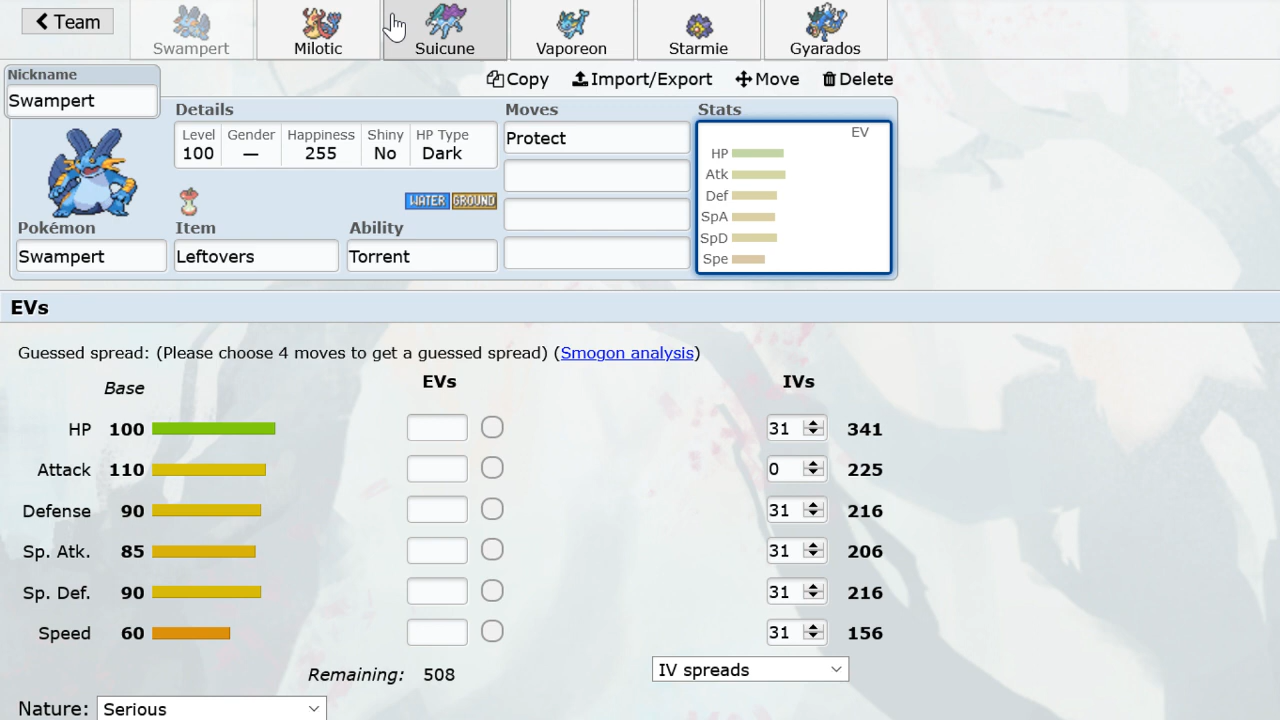 Team
Swampert
Milotic
Suicune
Vaporeon
Starmie
Gyarados
Nickname
Swampert
Copy
Import/Export
Move
Delete
Details
Moves
Stats
Level
Gender
Happiness
Shiny
HP Type
100
—
255
No
Dark
Protect
EV
HP
Atk
Def
SpA
SpD
Spe
WATER
GROUND
Pokémon
Item
Ability
Swampert
Leftovers
Torrent
EVs
Guessed spread: (Please choose 4 moves to get a guessed spread) (Smogon analysis)
Base
EVs
IVs
HP 100 31 341
Attack 110 0 225
Defense 90 31 216
Sp. Atk. 85 31 206
Sp. Def. 90 31 216
Speed 60 31 156
Remaining: 508
IV spreads
Nature: Serious